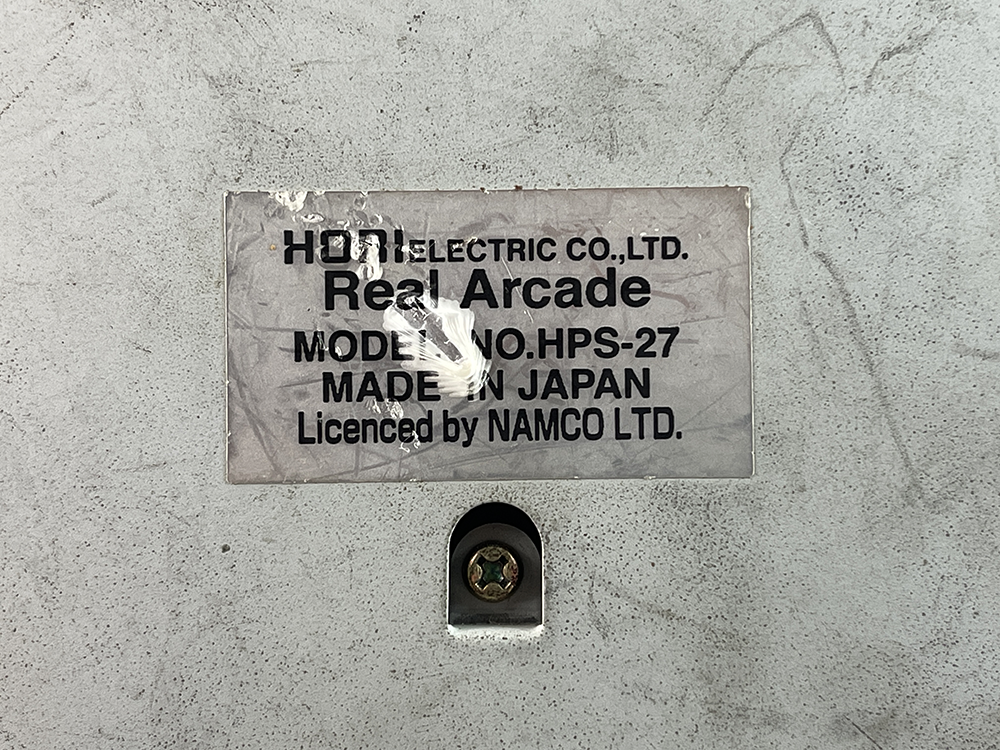 HORI ELECTRIC CO.,LTD.
Real Arcade
MODEL NO.HPS-27
MADE IN JAPAN
Licenced by NAMCO LTD.